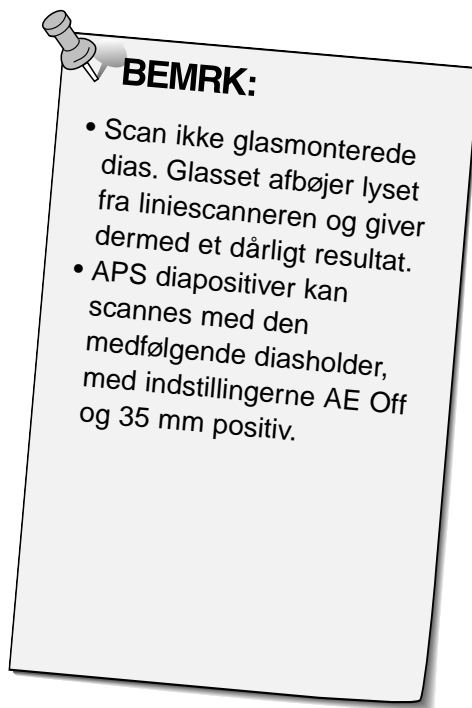 BEMRK:
• Scan ikke glasmonterede
dias. Glasset afbøjer lyset
fra liniescanneren og giver
dermed et dårligt resultat.
• APS diapositiver kan
scannes med den
medfølgende diasholder,
med indstillingerne AE Off
og 35 mm positiv.